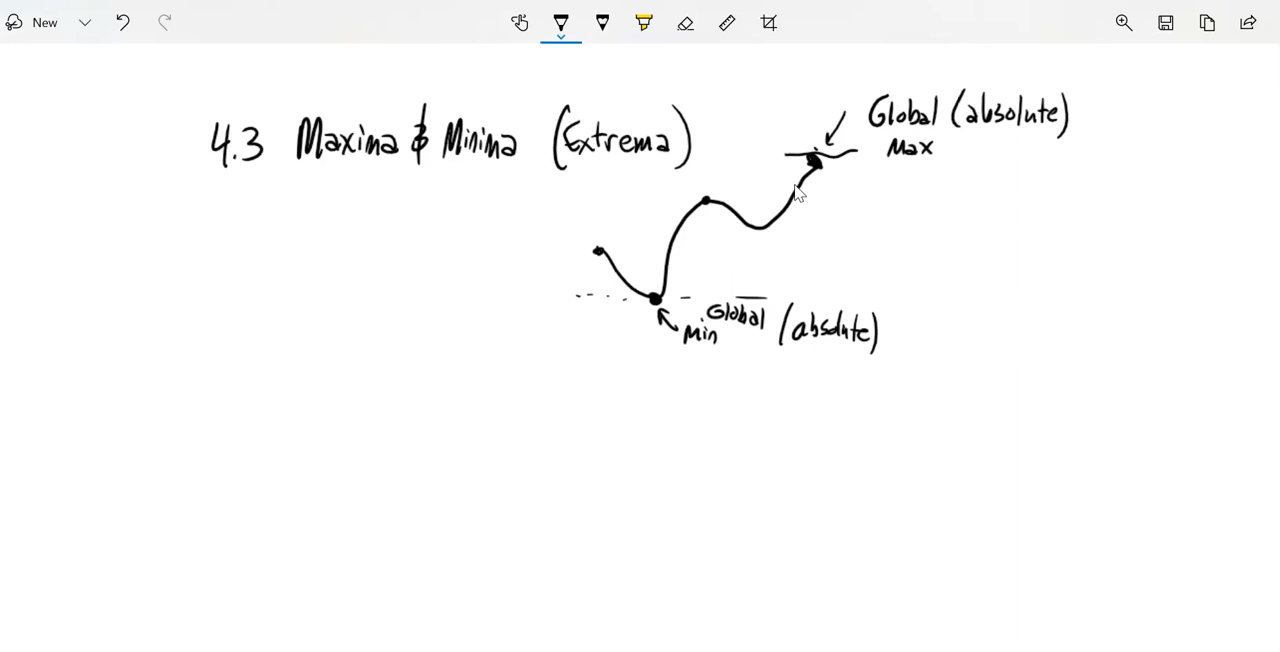 New
4.3 Maxima & Minima (Extrema)
Global (absolute)
Max
Global (absolute)
Min